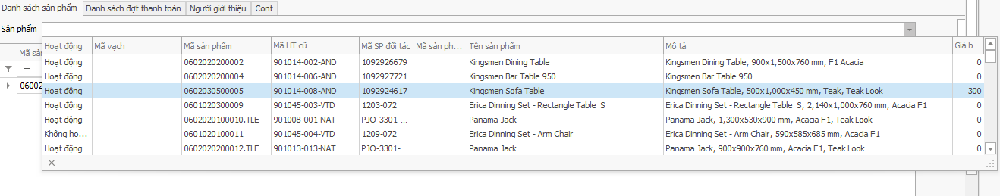 Danh sách sản phẩm Danh sách đợt thanh toán Người giới thiệu Cont
Sản phẩm
Hoạt động Mã vạch Mã sản phẩm Mã HT cũ Mã SP đối tác Mã sản ph... Tên sản phẩm Mô tả Giá b...
Hoạt động 0602020200002 901014-002-AND 1092926679 Kingsmen Dining Table Kingsmen Dining Table, 900x1,500x760 mm, F1 Acacia 0
Hoạt động 0602020200004 901014-006-AND 1092927721 Kingsmen Bar Table 950 Kingsmen Bar Table 950 0
Hoạt động 0602030500005 901014-008-AND 1092924617 Kingsmen Sofa Table Kingsmen Sofa Table, 500x1,000x450 mm, Teak, Teak Look 300
Hoạt động 0601020300009 901045-003-VTD 1203-072 Erica Dinning Set - Rectangle Table S Erica Dinning Set - Rectangle Table S, 2,140x1,000x760 mm, Acacia F1 0
Hoạt động 0602020100010.TLE 901008-001-NAT PJO-3301-... Panama Jack Panama Jack, 1,300x530x900 mm, Acacia F1, Teak Look 0
Không ho... 0601020100011 901045-004-VTD 1209-072 Erica Dinning Set - Arm Chair Erica Dinning Set - Arm Chair, 590x585x685 mm, Acacia F1 0
Hoạt động 0602020200012.TLE 901013-013-NAT PJO-3301-... Panama Jack Panama Jack, 900x900x760 mm, Acacia F1, Teak Look 0
Mã sản
=
06002